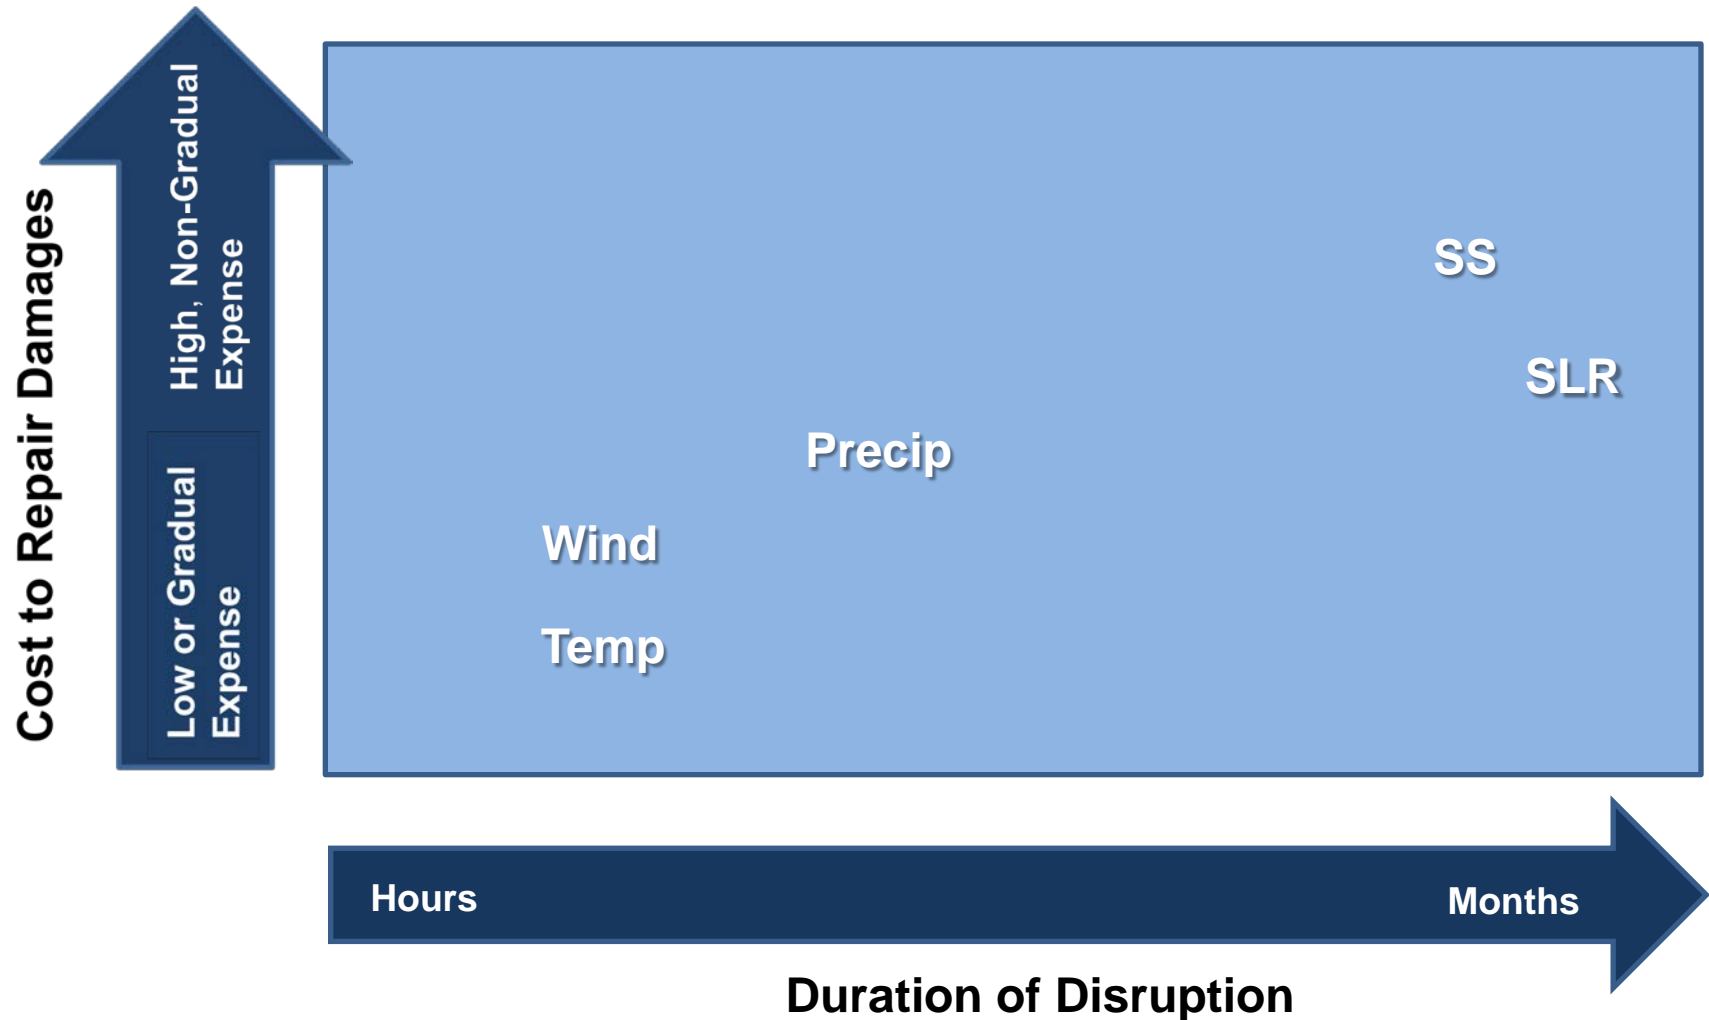 Cost to Repair Damages
High, Non-Gradual
Expense
Low or Gradual
Expense
SS
SLR
Precip
Wind
Temp
Hours
Months
Duration of Disruption